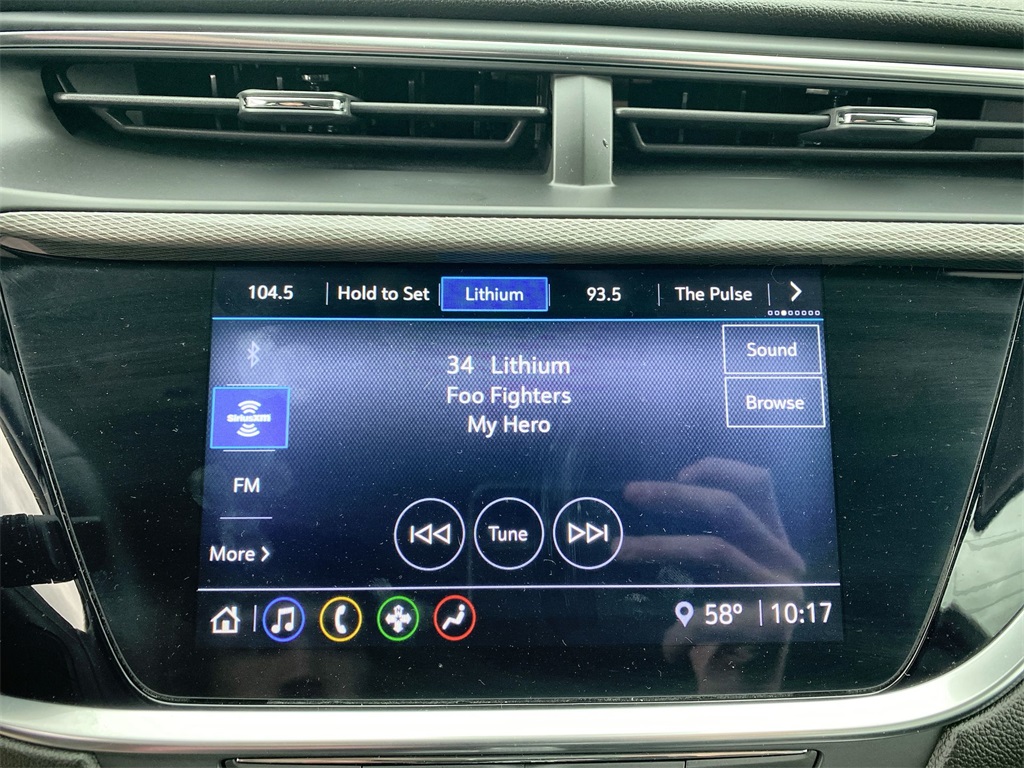 104.5 Hold to Set Lithium 93.5 The Pulse
Sound
34 Lithium
Foo Fighters
Browse
SiriusXM
My Hero
FM
Tune
More
58° 10:17